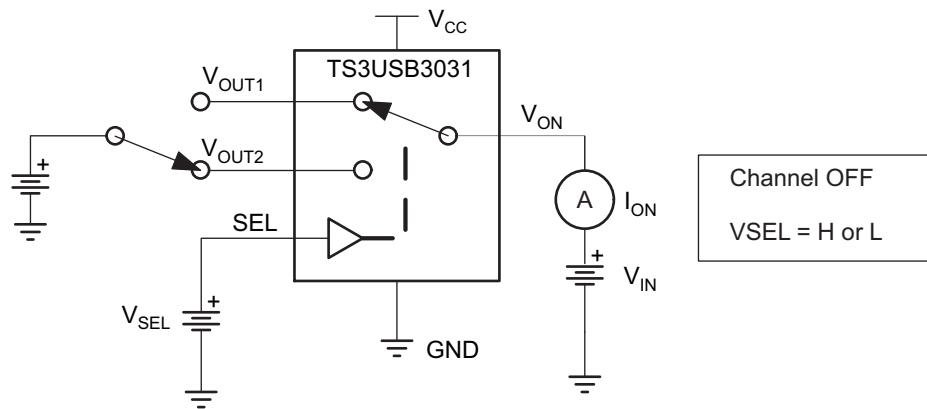 V_CC
TS3USB3031
V_OUT1
V_ON
V_OUT2
+
Channel OFF
A I_ON
SEL
VSEL = H or L
+
V_IN
+
V_SEL
GND